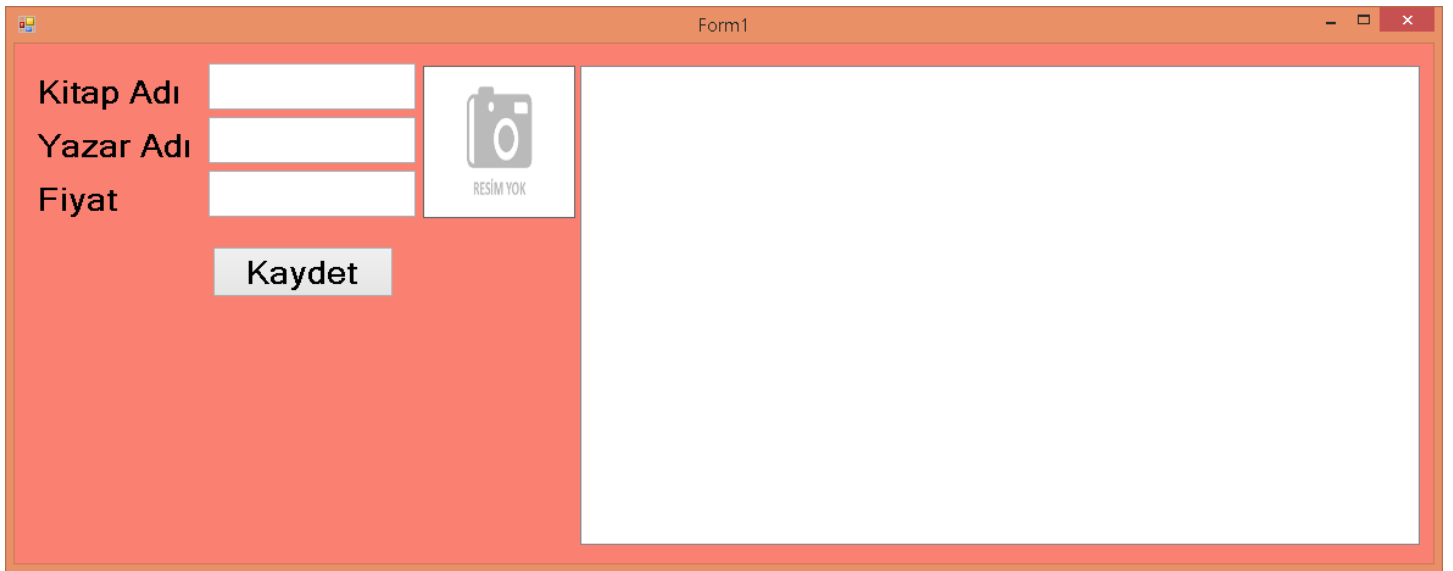 Form1
Kitap Adı
Yazar Adı
Fiyat
RESİM YOK
Kaydet